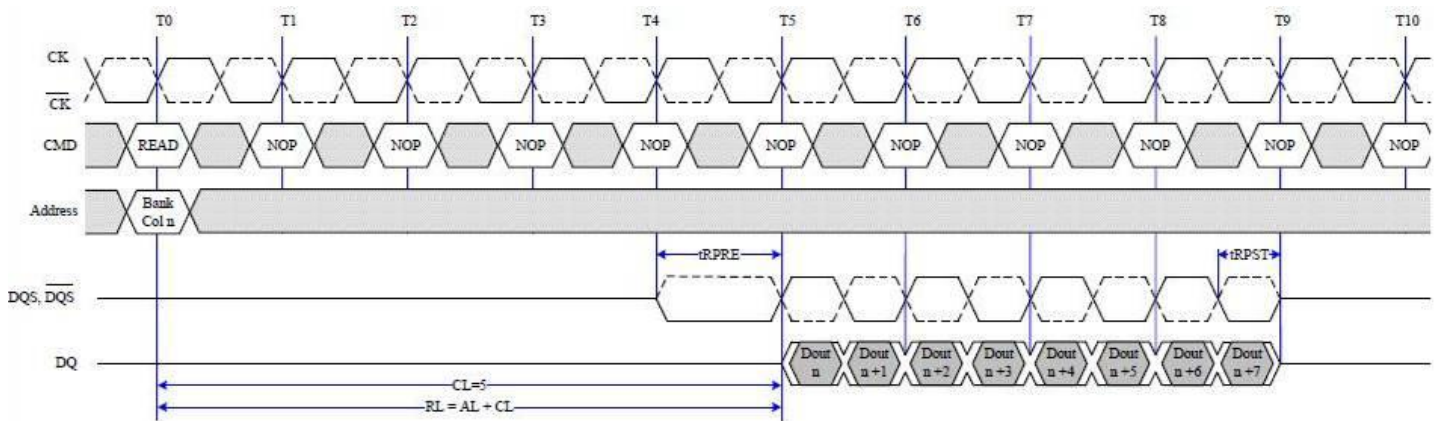 T0 T1 T2 T3 T4 T5 T6 T7 T8 T9 T10
CK
CK
CMD READ NOP NOP NOP NOP NOP NOP NOP NOP NOP NOP
Address Bank
Col n
tRPRE tRPST
DQS, DQS
DQ Dout Dout Dout Dout Dout Dout Dout Dout
n n +1 n +2 n +3 n +4 n +5 n +6 n +7
CL=5
RL = AL + CL